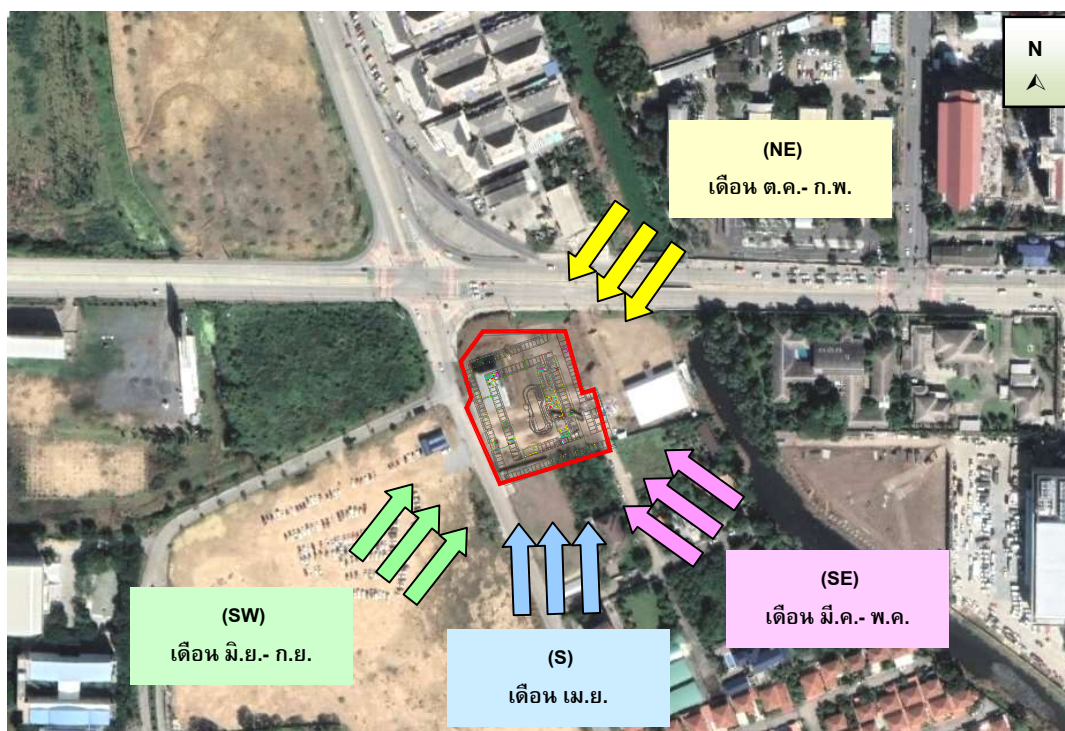 N
(NE)
เดือน ต.ค.- ก.พ.
(SW)
เดือน มิ.ย.- ก.ย.
(S)
เดือน เม.ย.
(SE)
เดือน มี.ค.- พ.ค.